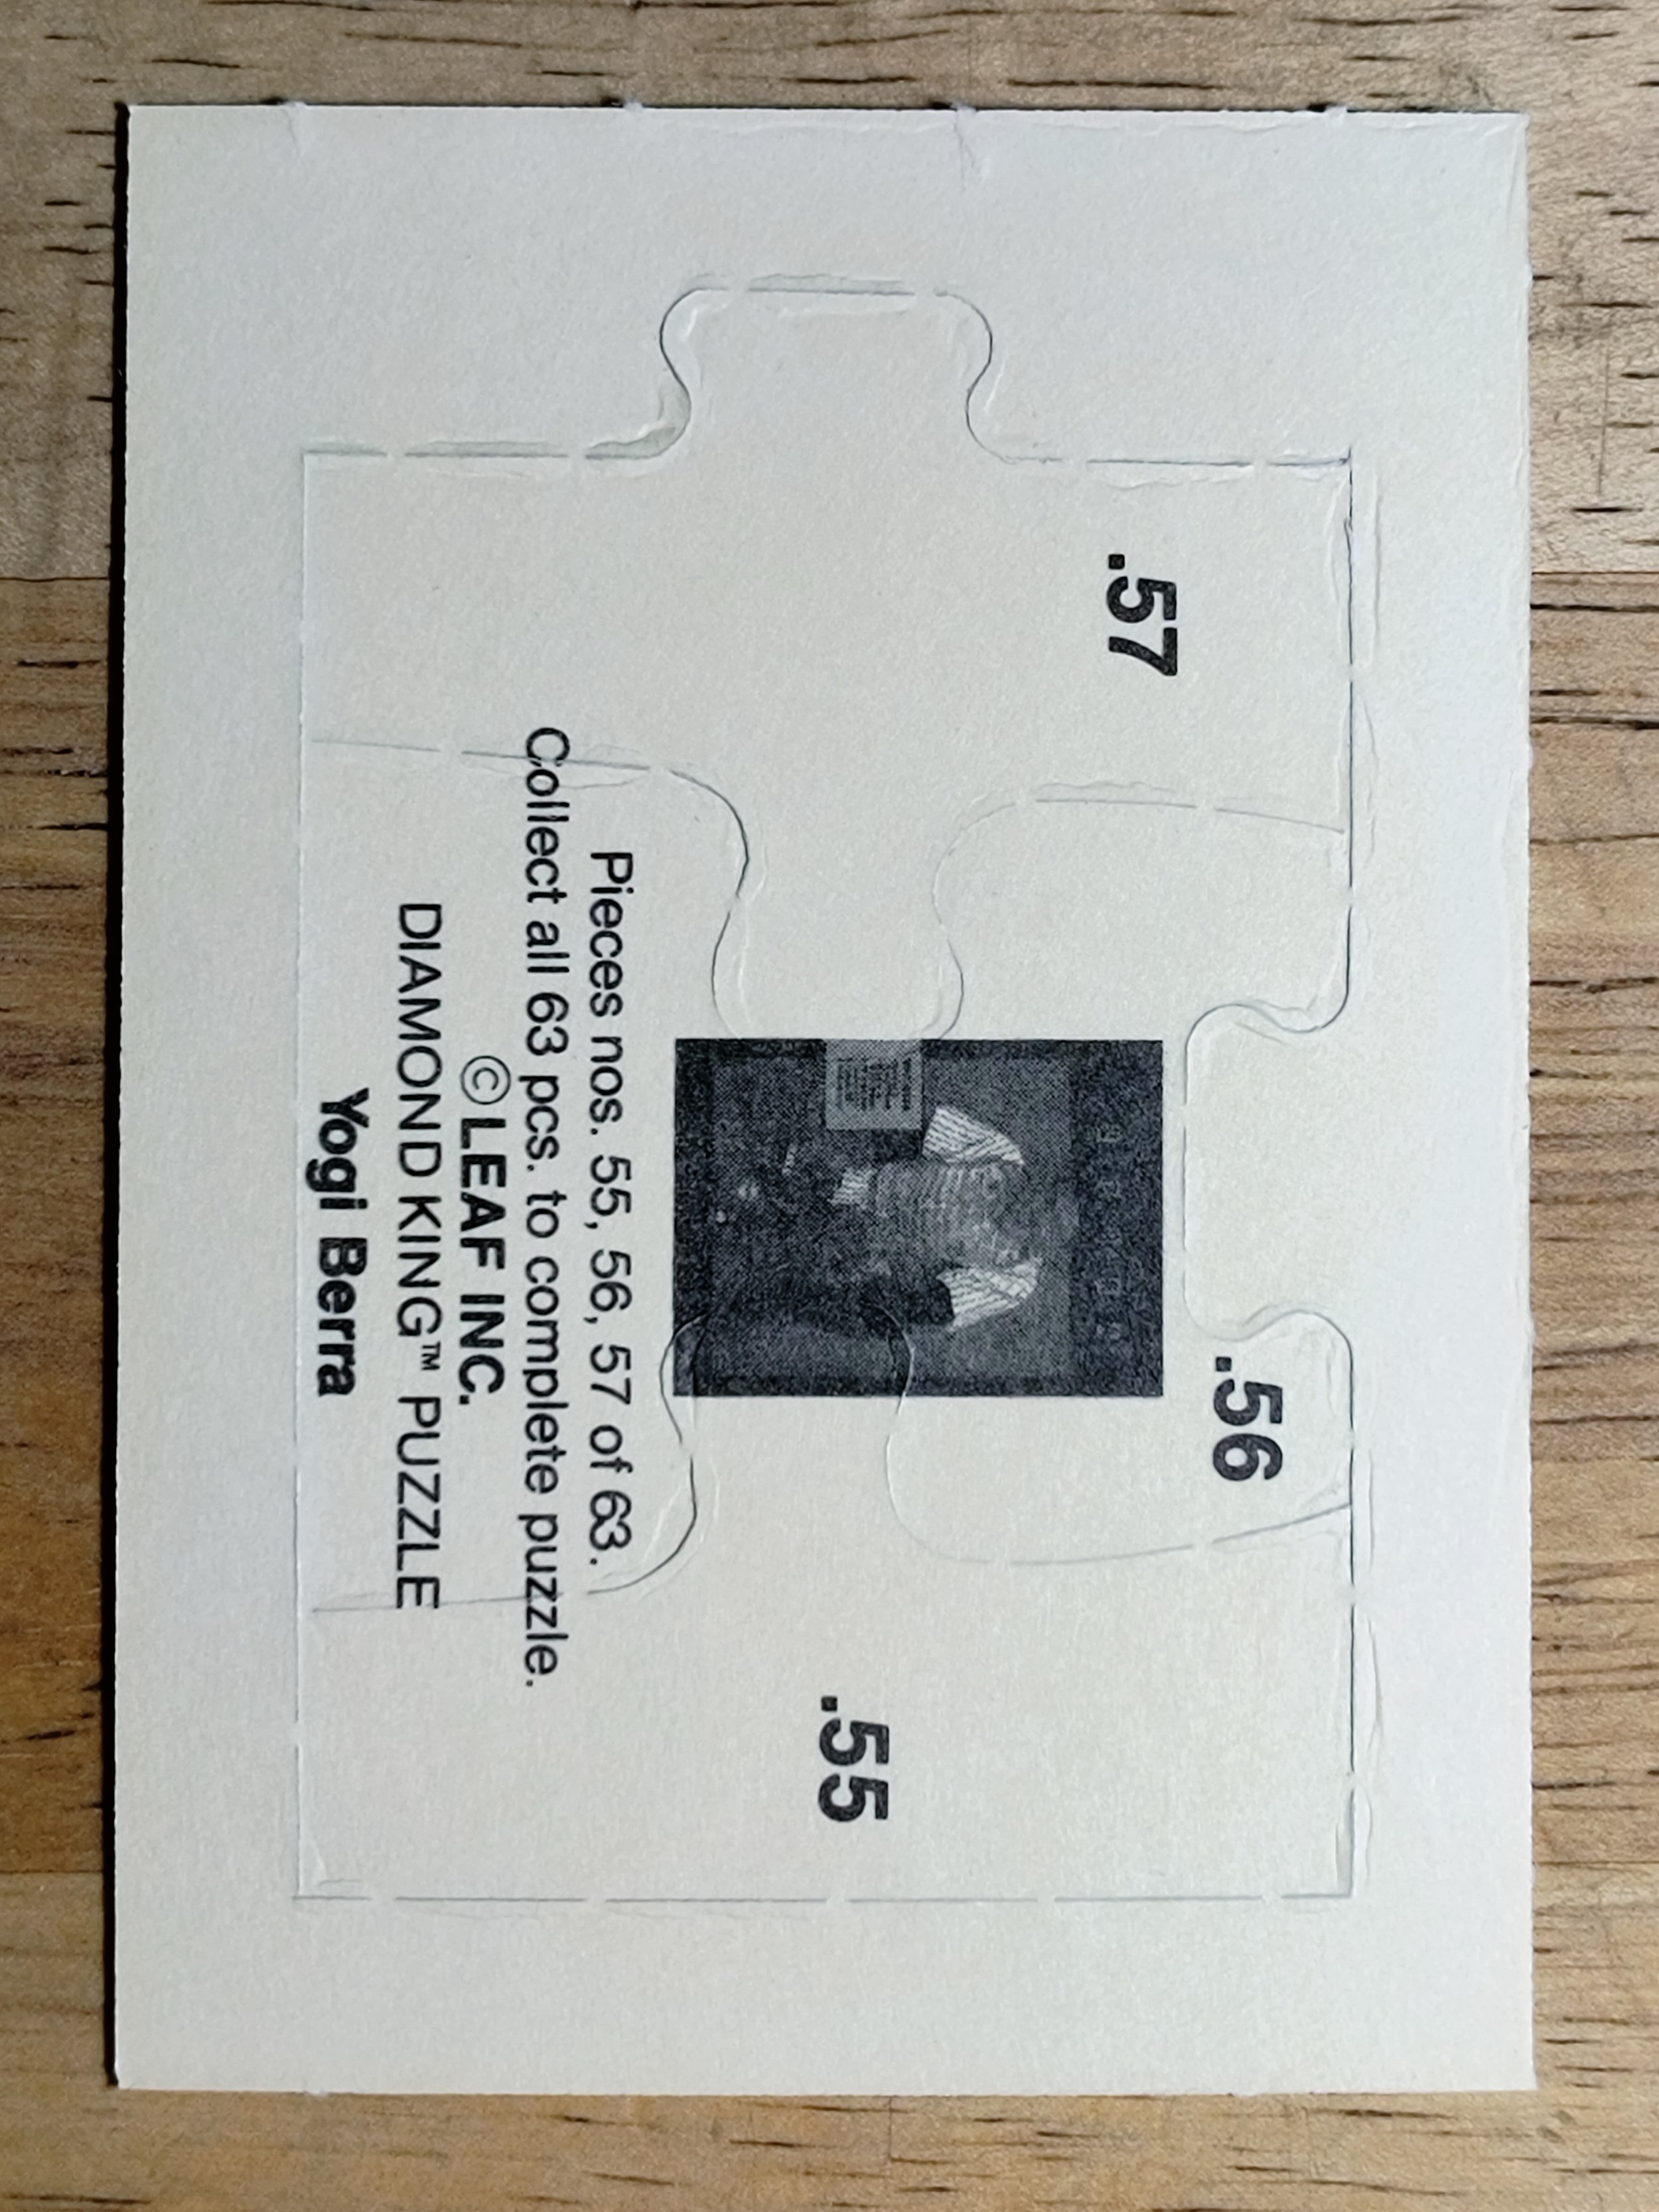 .57
.56
.55
Pieces nos. 55, 56, 57 of 63.
Collect all 63 pcs. to complete puzzle.
©LEAF INC.
DIAMOND KING™ PUZZLE
Yogi Berra